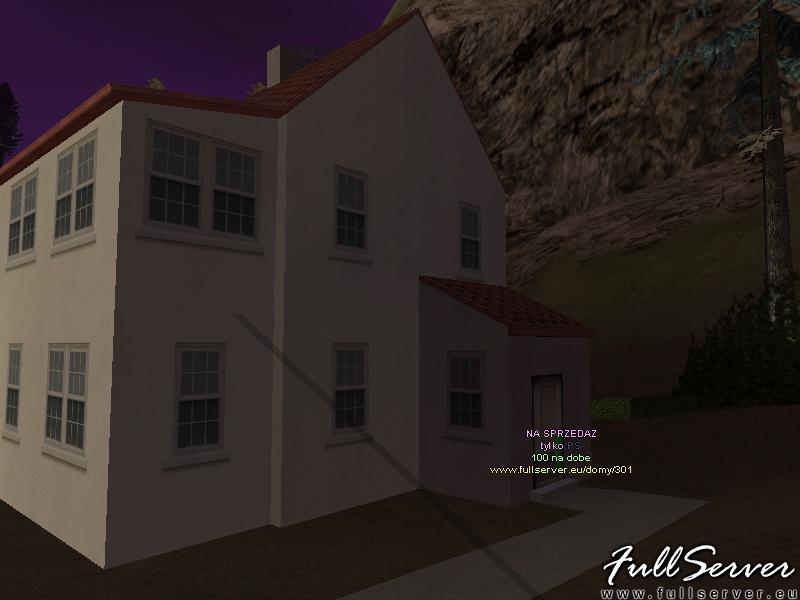 NA SPRZEDAZ
tylko PS
100 na dobe
www.fullserver.eu/domy/301
FullServer
www.fullserver.eu